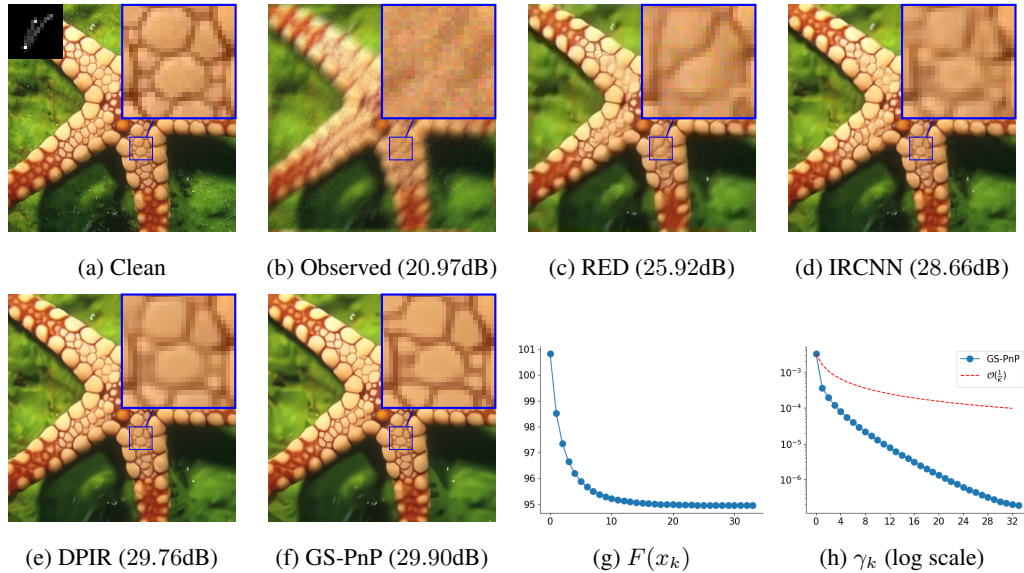 (a) Clean
(b) Observed (20.97dB)
(c) RED (25.92dB)
(d) IRCNN (28.66dB)
101
100
99
98
97
96
95
0
10
20
30
10⁻³
10⁻⁴
10⁻⁵
10⁻⁶
GS-PnP
𝒪(1/k)
0 4 8 12 16 20 24 28 32
(e) DPIR (29.76dB)
(f) GS-PnP (29.90dB)
(g) F(xₖ)
(h) γₖ (log scale)